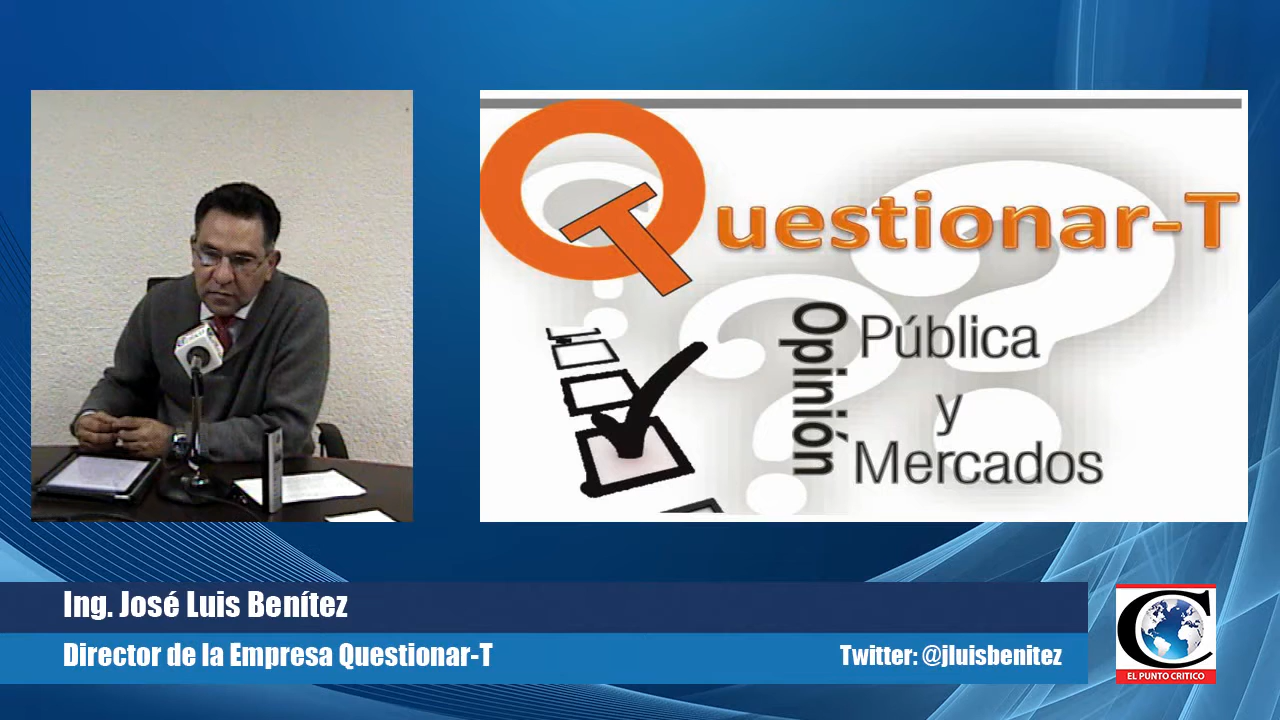 Questionar-T
Opinión
Pública
y
Mercados
Ing. José Luis Benítez
Director de la Empresa Questionar-T
Twitter: @jluisbenitez
C
EL PUNTO CRITICO